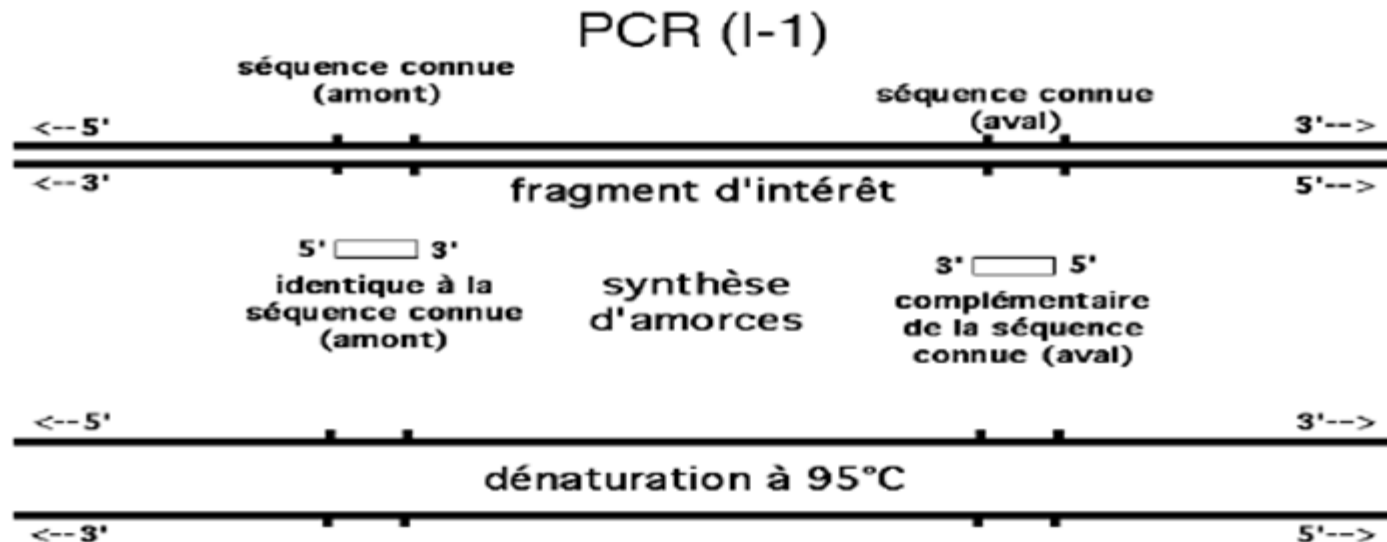 PCR (I-1)
séquence connue
(amont)
séquence connue
(aval)
<--5'
3'-->
<--3'
5'-->
fragment d'intérêt
5' 3'
identique à la
séquence connue
(amont)
synthèse
d'amorces
3' 5'
complémentaire
de la séquence
connue (aval)
<--5'
3'-->
dénaturation à 95°C
<--3'
5'-->